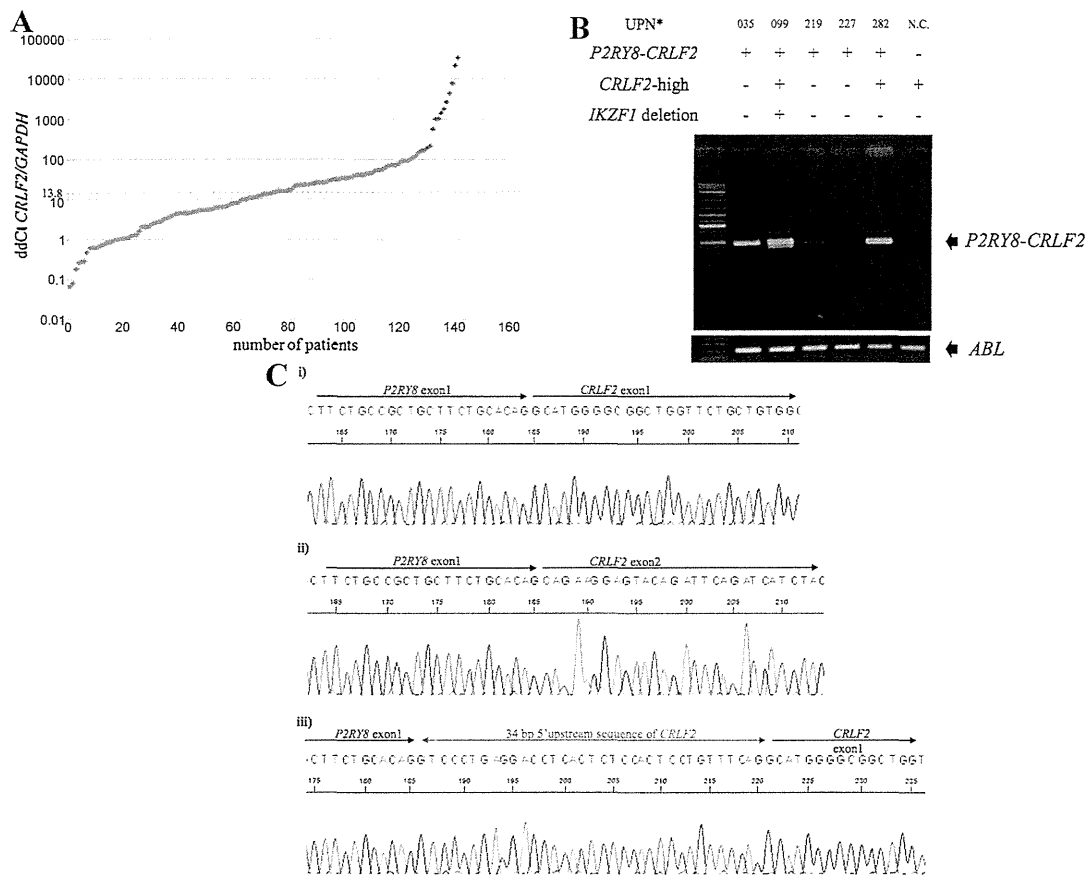 A
100000
10000
1000
100
13.8
10
1
0.1
0.01
0 20 40 60 80 100 120 140 160
ddCt CRLF2/GAPDH
number of patients
B
UPN* 035 099 219 227 282 N.C.
P2RY8-CRLF2 + + + + + -
CRLF2-high - + - - + +
IKZF1 deletion - + - - - -
P2RY8-CRLF2
ABL
C
i)
P2RY8 exon1 CRLF2 exon1
CTTCTGCCGCTGCTTCTGCACAGGCATGGGGCGGCTGGTTCTGCTGTGGC
185 170 175 180 185 190 195 200 205 210
ii)
P2RY8 exon1 CRLF2 exon2
CTTCTGCCGCTGCTTCTGCACAGCAGAAGGAGTACAGATTCAGATCATCTAC
185 170 175 180 185 190 195 200 205 210
iii)
P2RY8 exon1 34 bp 5'upstream sequence of CRLF2 CRLF2 exon1
CTTCTGCACAGGTCCCTGAGGACCTCACTCTCCACTCCTGTTTCAGGCATGGGGCGGCTGGT
175 180 185 190 195 200 205 210 215 220 225